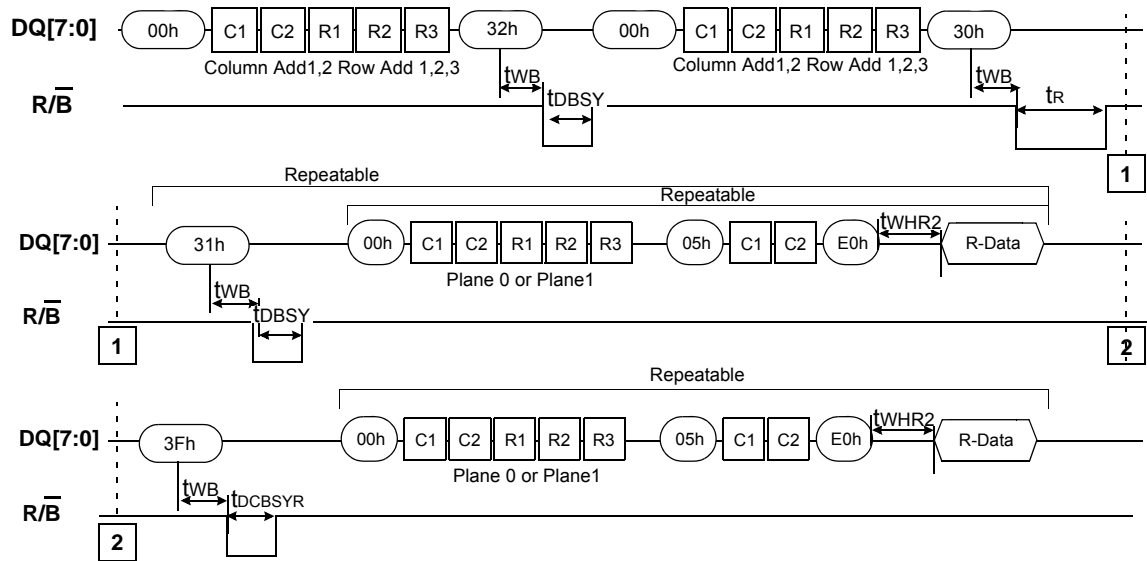 DQ[7:0] 00h C1 C2 R1 R2 R3 32h 00h C1 C2 R1 R2 R3 30h
Column Add1,2 Row Add 1,2,3 Column Add1,2 Row Add 1,2,3
tWB tWB
tDBSY tR
R/B
1
Repeatable
Repeatable
tWHR2
DQ[7:0] 31h 00h C1 C2 R1 R2 R3 05h C1 C2 E0h R-Data
Plane 0 or Plane1
tWB
tDBSY
R/B
1 2
Repeatable
tWHR2
DQ[7:0] 3Fh 00h C1 C2 R1 R2 R3 05h C1 C2 E0h R-Data
Plane 0 or Plane1
tWB
tDCBSYR
R/B
2